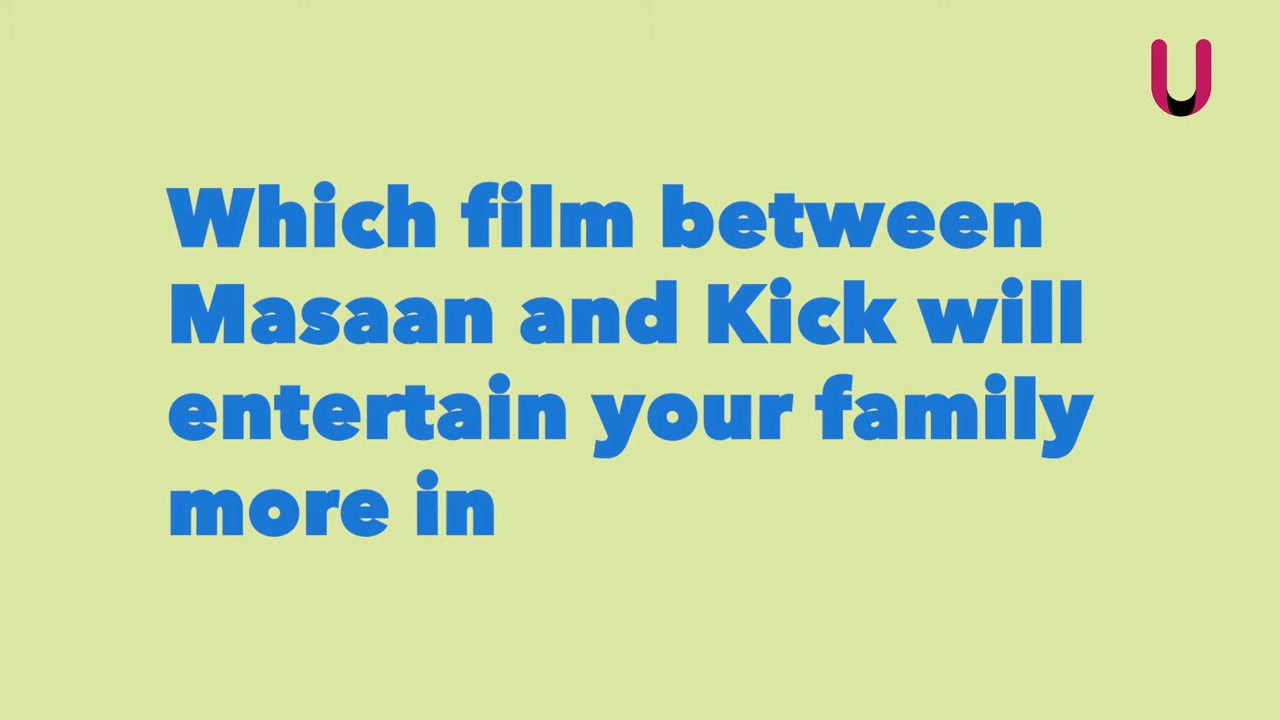 U
Which film between
Masaan and Kick will
entertain your family
more in